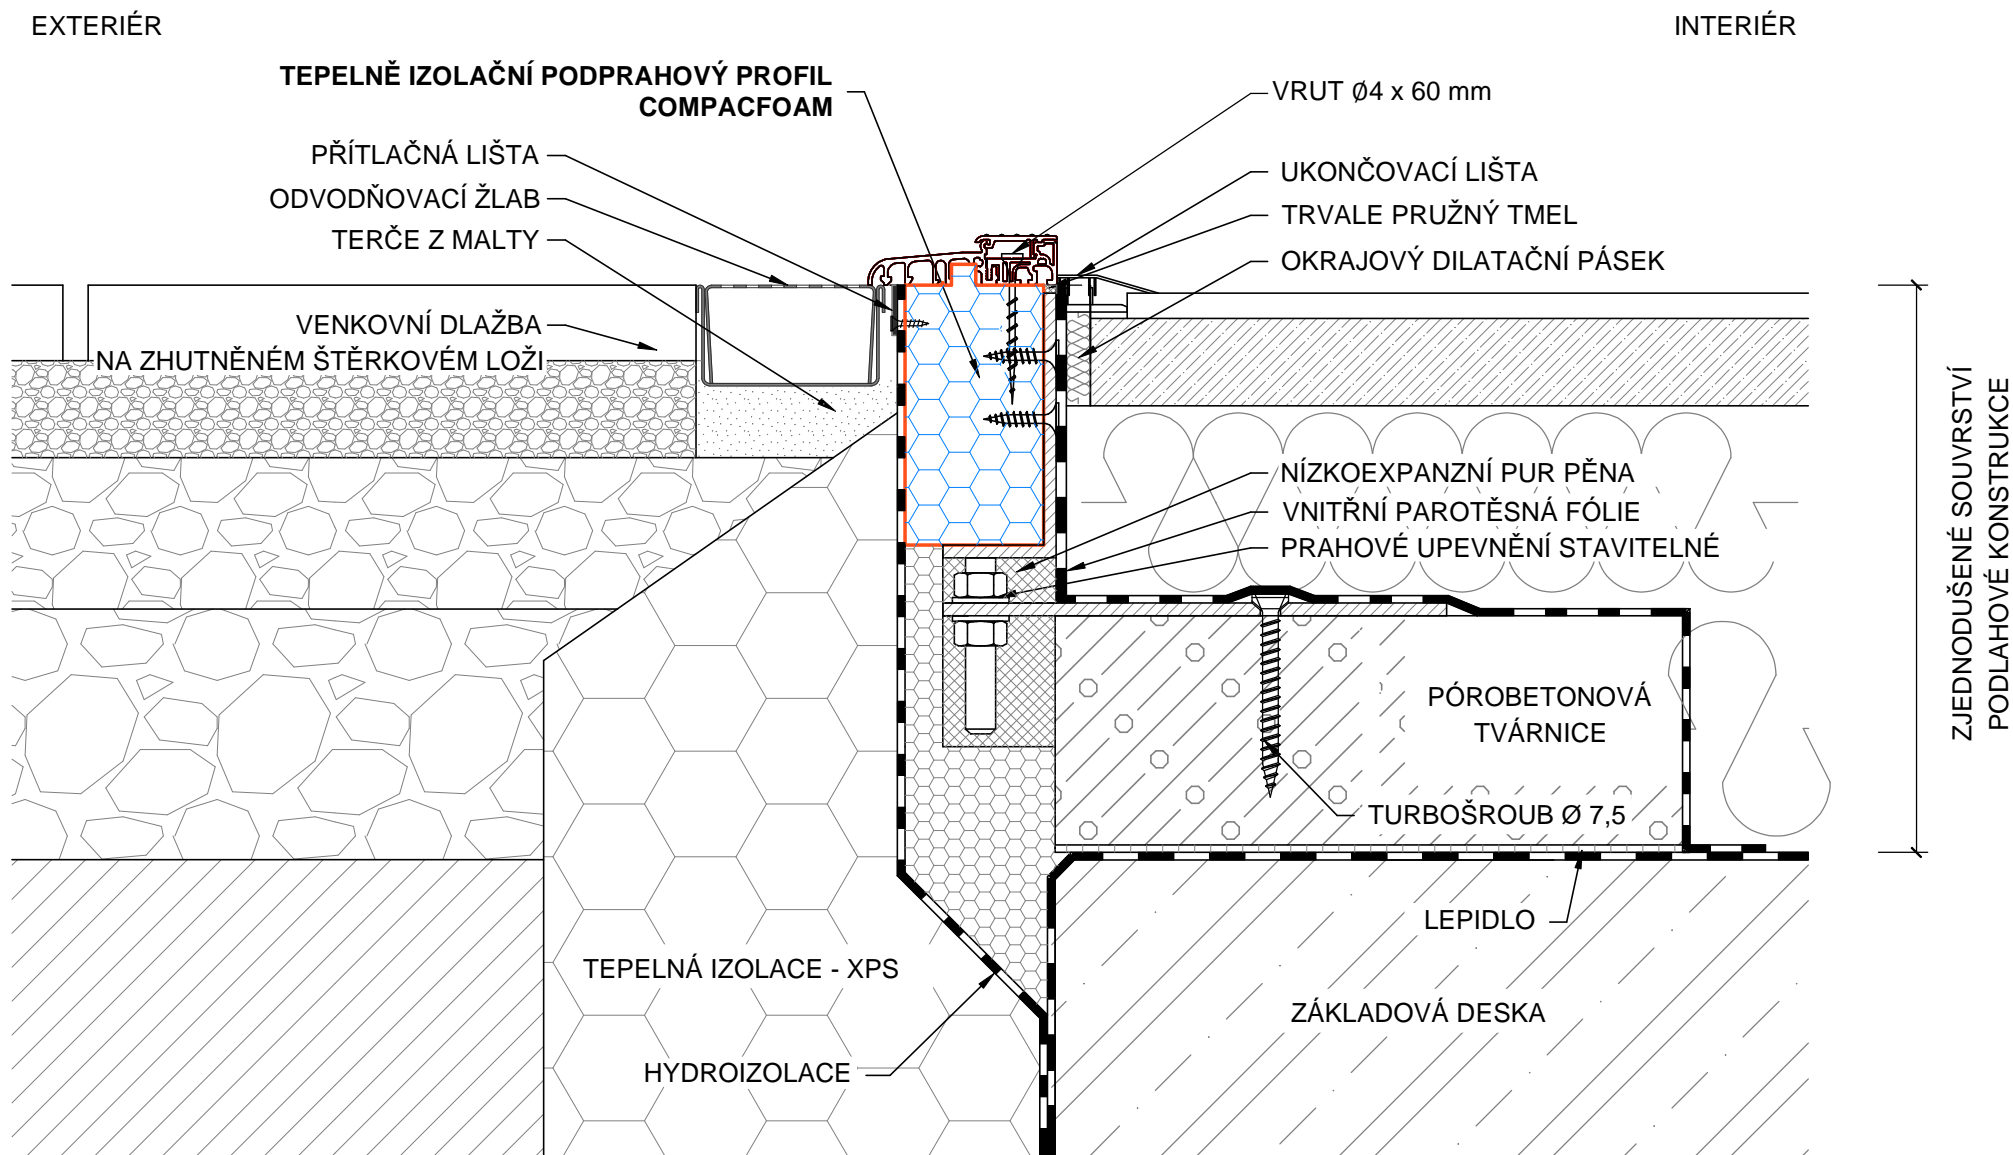 EXTERIÉR
INTERIÉR
TEPELNĚ IZOLAČNÍ PODPRAHOVÝ PROFIL
COMPACFOAM
PŘÍTLAČNÁ LIŠTA
ODVODŇOVACÍ ŽLAB
TERČE Z MALTY
VENKOVNÍ DLAŽBA
NA ZHUTNĚNÉM ŠTĚRKOVÉM LOŽI
VRUT Ø4 x 60 mm
UKONČOVACÍ LIŠTA
TRVALE PRUŽNÝ TMEL
OKRAJOVÝ DILATAČNÍ PÁSEK
NÍZKOEXPANZNÍ PUR PĚNA
VNITŘNÍ PAROTĚSNÁ FÓLIE
PRAHOVÉ UPEVNĚNÍ STAVITELNÉ
PÓROBETONOVÁ
TVÁRNICE
TURBOŠROUB Ø 7,5
LEPIDLO
TEPELNÁ IZOLACE - XPS
ZÁKLADOVÁ DESKA
HYDROIZOLACE
ZJEDNODUŠENÉ SOUVRSTVÍ
PODLAHOVÉ KONSTRUKCE